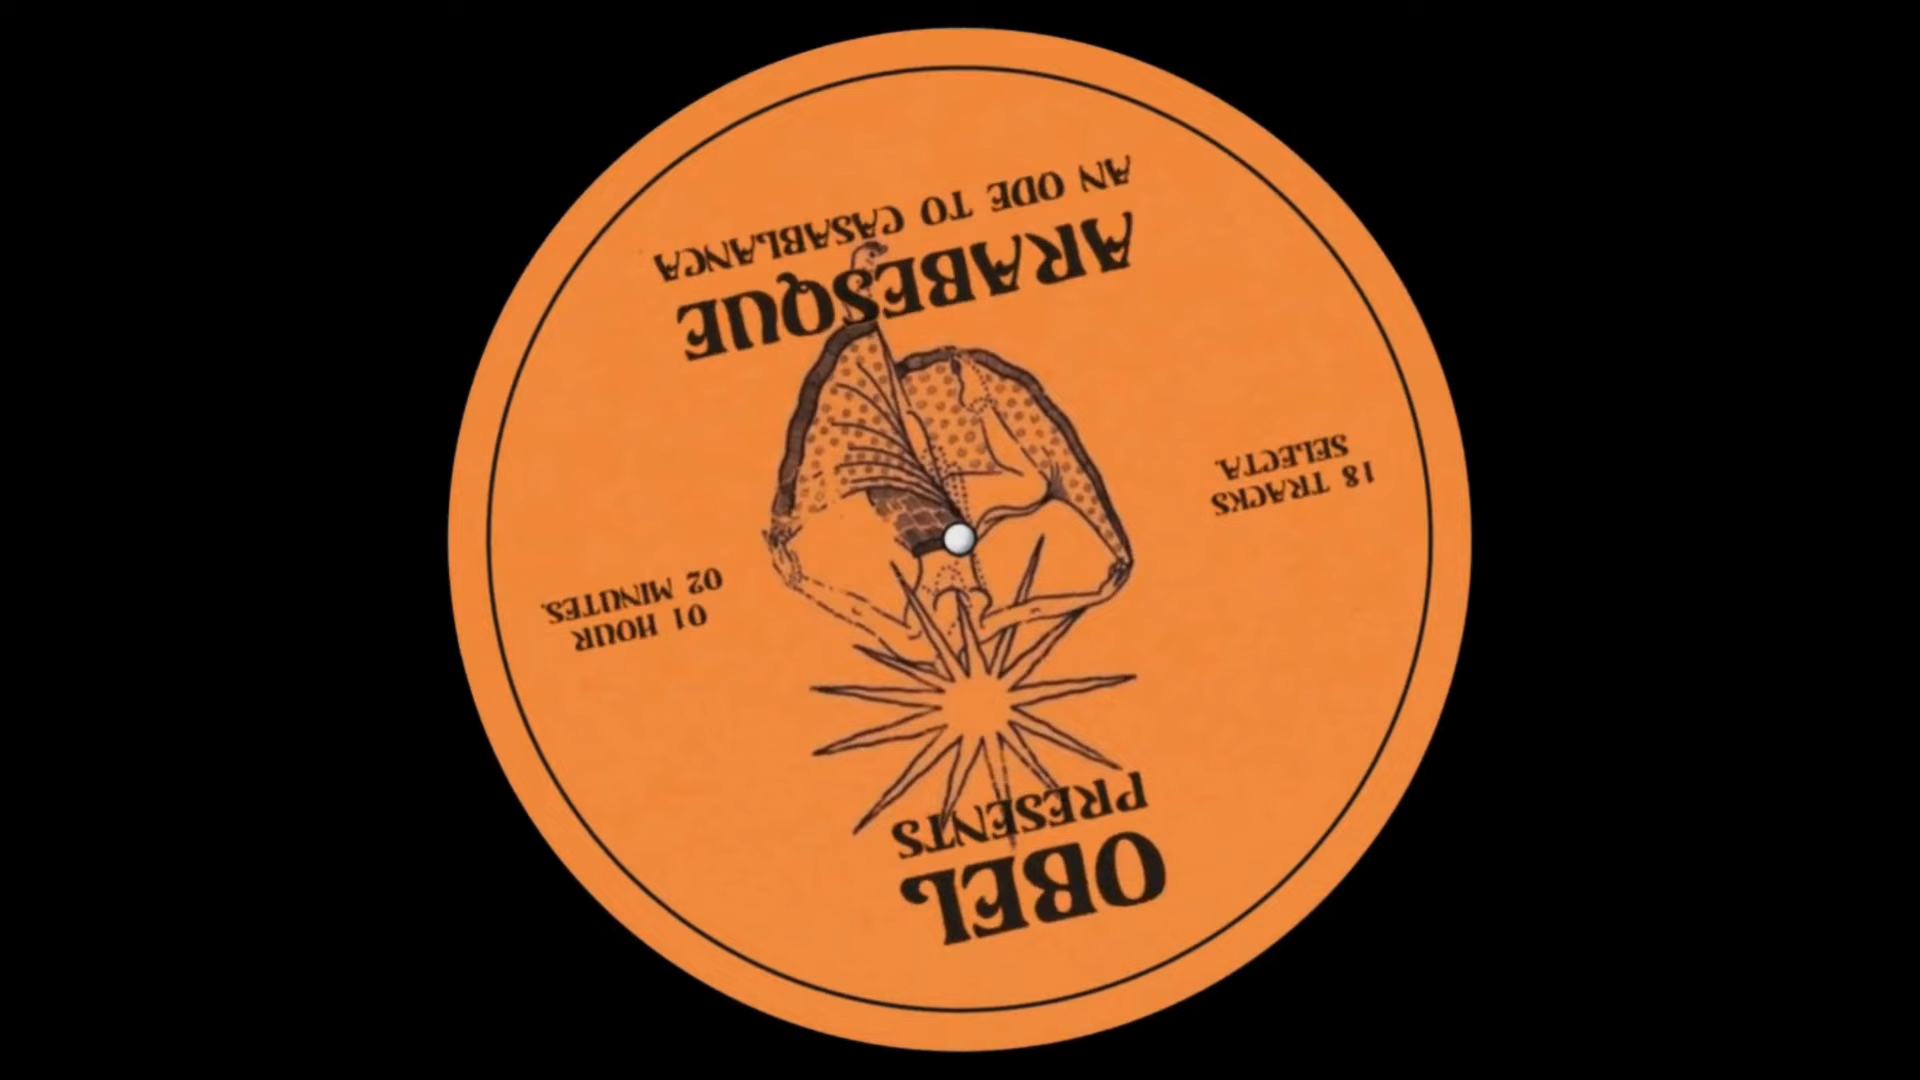 OBEL
PRESENTS
18 TRACKS
SELECTA.
01 HOUR
02 MINUTES.
ARABESQUE
AN ODE TO CASABLANCA